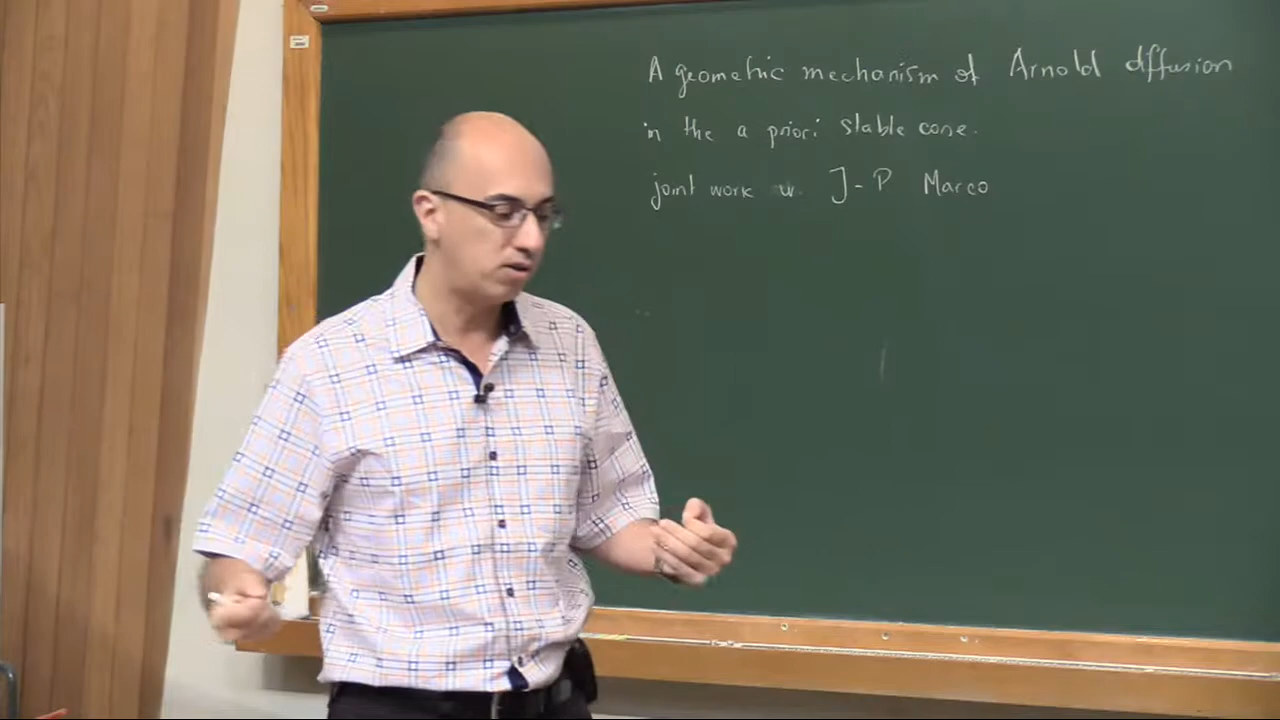 A geometric mechanism of Arnold diffusion
in the a priori stable case.
joint work w. J-P Marco